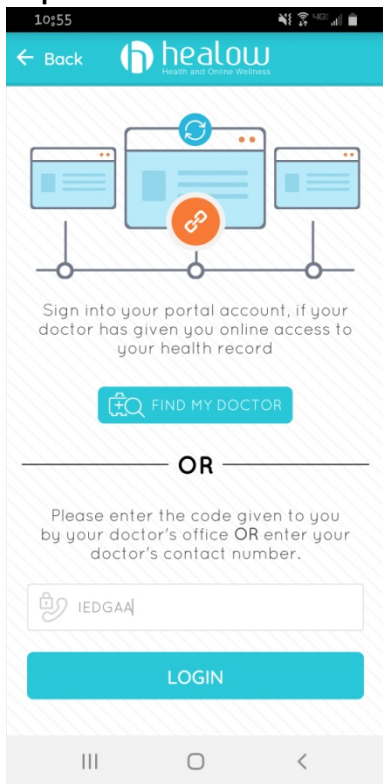 10:55
Back
healow
Health and Online Wellness
Sign into your portal account, if your
doctor has given you online access to
your health record
FIND MY DOCTOR
OR
Please enter the code given to you
by your doctor's office OR enter your
doctor's contact number.
IEDGAA
LOGIN